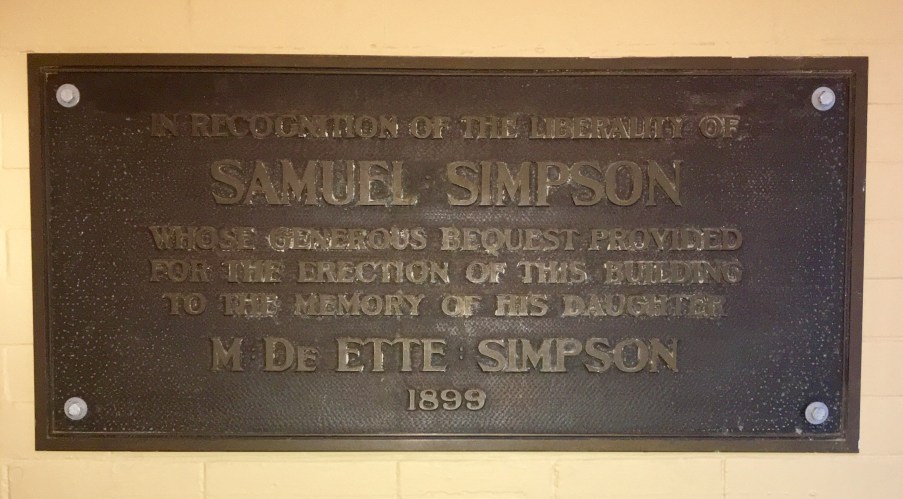 IN RECOGNITION OF THE LIBERALITY OF
SAMUEL SIMPSON
WHOSE GENEROUS BEQUEST PROVIDED
FOR THE ERECTION OF THIS BUILDING
TO THE MEMORY OF HIS DAUGHTER
M DE ETTE SIMPSON
1899